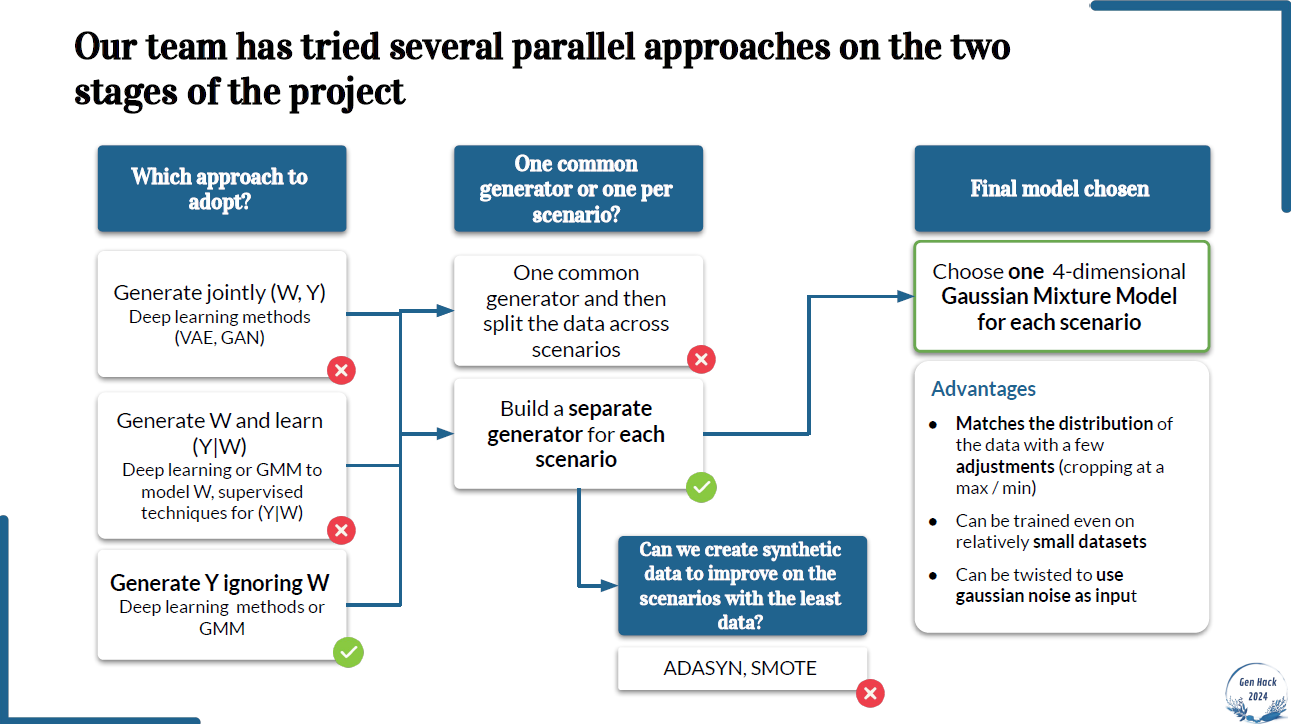 Our team has tried several parallel approaches on the two
stages of the project
Which approach to
adopt?
Generate jointly (W, Y)
Deep learning methods
(VAE, GAN)
Generate W and learn
(Y|W)
Deep learning or GMM to
model W, supervised
techniques for (Y|W)
Generate Y ignoring W
Deep learning methods or
GMM
One common
generator or one per
scenario?
One common
generator and then
split the data across
scenarios
Build a separate
generator for each
scenario
Can we create synthetic
data to improve on the
scenarios with the least
data?
ADASYN, SMOTE
Final model chosen
Choose one 4-dimensional
Gaussian Mixture Model
for each scenario
Advantages
● Matches the distribution of
the data with a few
adjustments (cropping at a
max / min)
● Can be trained even on
relatively small datasets
● Can be twisted to use
gaussian noise as input
Gen Hack
2024